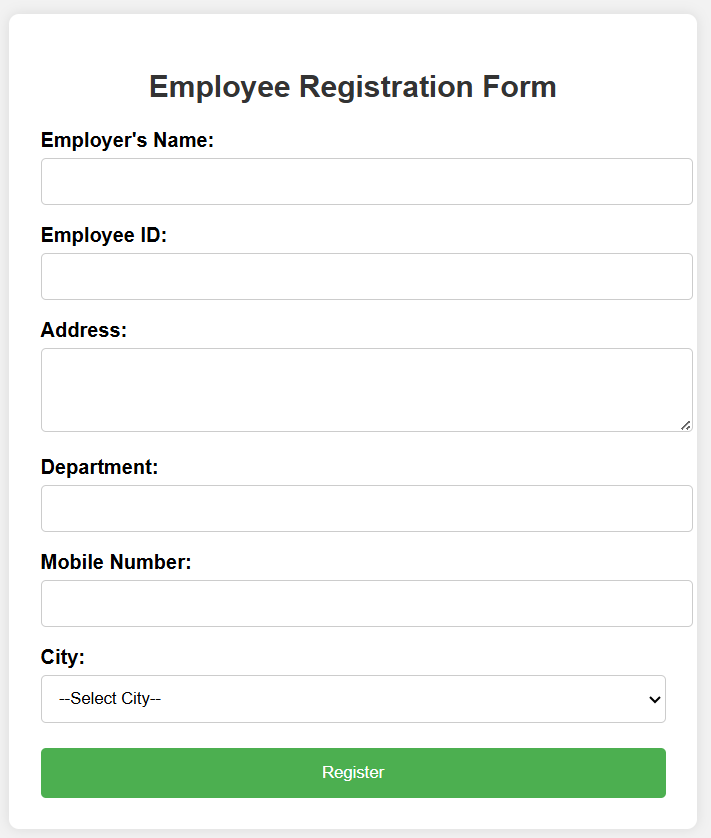 Employee Registration Form
Employer's Name:
Employee ID:
Address:
Department:
Mobile Number:
City:
--Select City--
Register